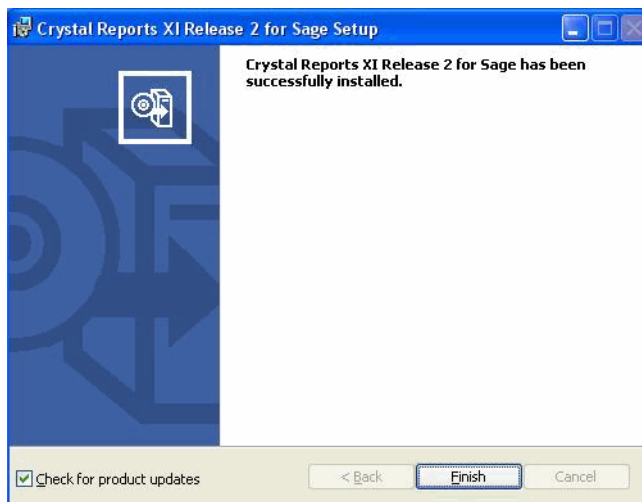 Crystal Reports XI Release 2 for Sage Setup
Crystal Reports XI Release 2 for Sage has been
successfully installed.
Check for product updates
< Back
Finish
Cancel